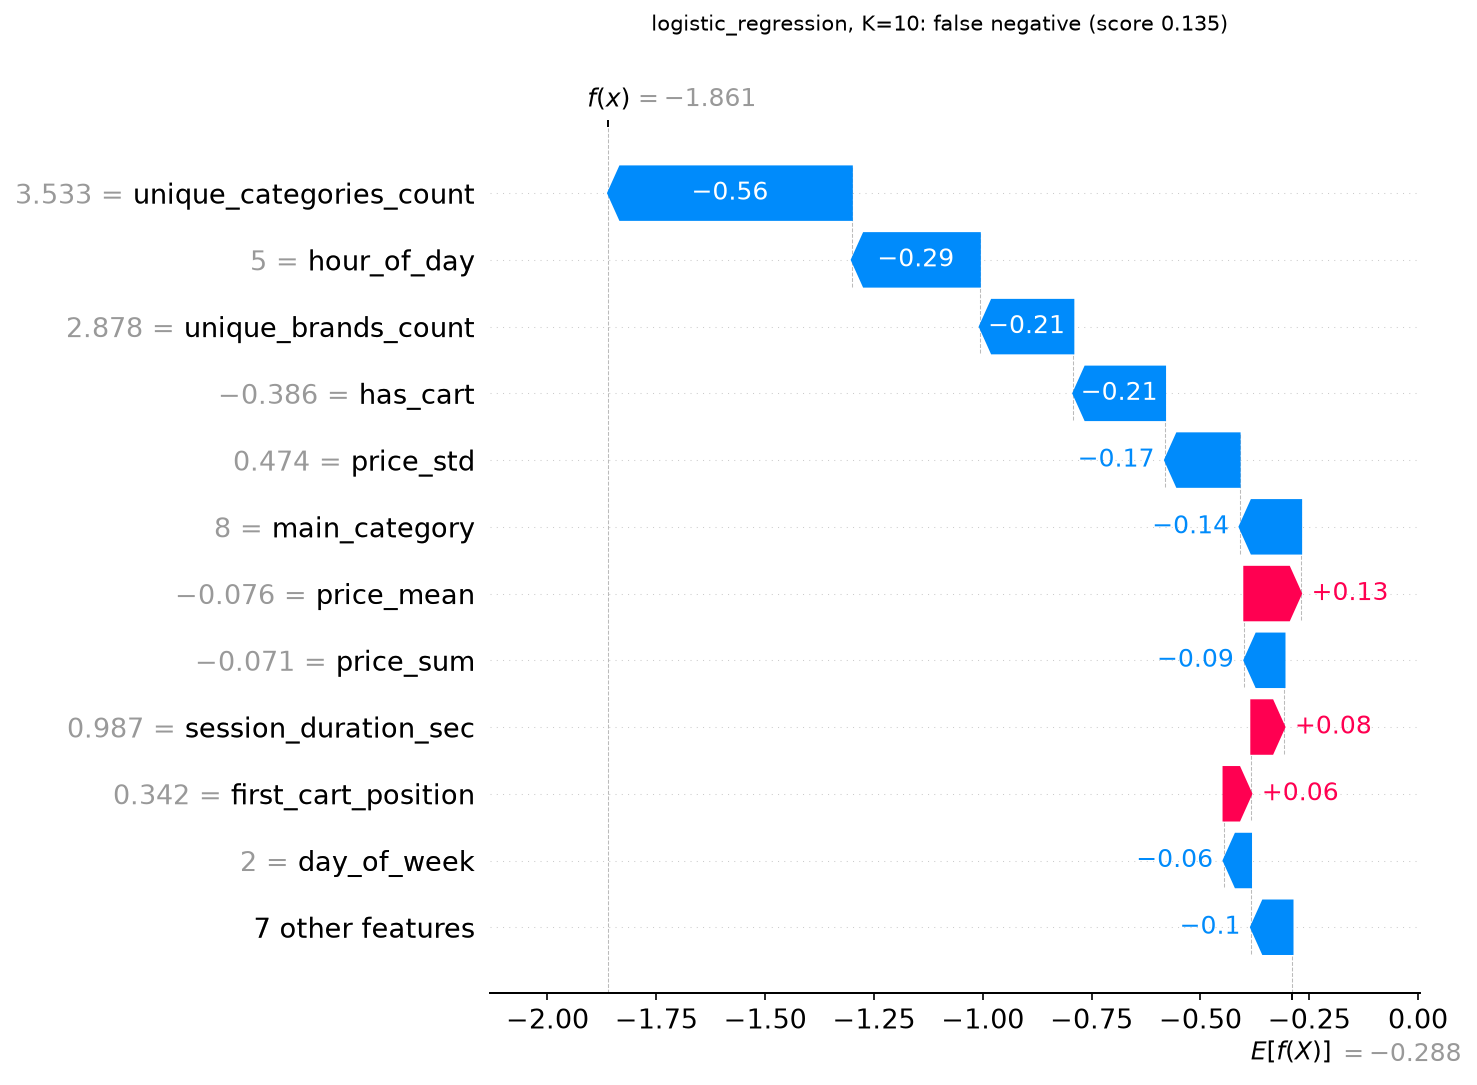 logistic_regression, K=10: false negative (score 0.135)
f(x) = −1.861
3.533 = unique_categories_count −0.56
5 = hour_of_day −0.29
2.878 = unique_brands_count −0.21
−0.386 = has_cart −0.21
0.474 = price_std −0.17
8 = main_category −0.14
−0.076 = price_mean +0.13
−0.071 = price_sum −0.09
0.987 = session_duration_sec +0.08
0.342 = first_cart_position +0.06
2 = day_of_week −0.06
7 other features −0.1
−2.00 −1.75 −1.50 −1.25 −1.00 −0.75 −0.50 −0.25 0.00
E[f(X)] = −0.288